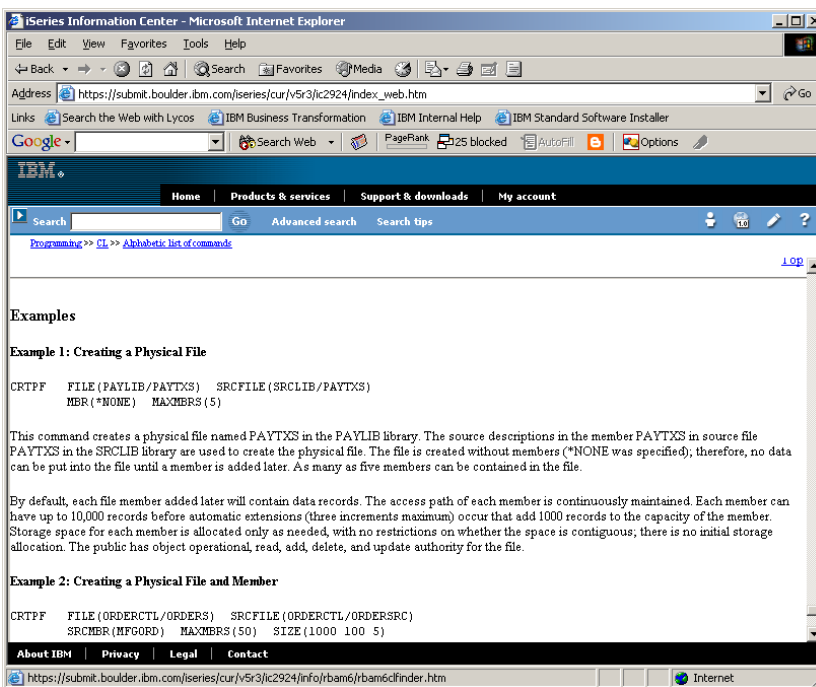 iSeries Information Center - Microsoft Internet Explorer
File Edit View Favorites Tools Help
Back Search Favorites Media
Address https://submit.boulder.ibm.com/iseries/cur/v5r3/ic2924/index_web.htm Go
Links Search the Web with Lycos IBM Business Transformation IBM Internal Help IBM Standard Software Installer
Google Search Web PageRank 25 blocked AutoFill Options
IBM
Home Products & services Support & downloads My account
Search Go Advanced search Search tips 1.0 ?
Programming >> CL >> Alphabetic list of commands
Top
Examples
Example 1: Creating a Physical File
CRTPF FILE(PAYLIB/PAYTXS) SRCFILE(SRCLIB/PAYTXS)
MBR(*NONE) MAXMBRS(5)
This command creates a physical file named PAYTXS in the PAYLIB library. The source descriptions in the member PAYTXS in source file
PAYTXS in the SRCLIB library are used to create the physical file. The file is created without members (*NONE was specified); therefore, no data
can be put into the file until a member is added later. As many as five members can be contained in the file.
By default, each file member added later will contain data records. The access path of each member is continuously maintained. Each member can
have up to 10,000 records before automatic extensions (three increments maximum) occur that add 1000 records to the capacity of the member.
Storage space for each member is allocated only as needed, with no restrictions on whether the space is contiguous; there is no initial storage
allocation. The public has object operational, read, add, delete, and update authority for the file.
Example 2: Creating a Physical File and Member
CRTPF FILE(ORDERCTL/ORDERS) SRCFILE(ORDERCTL/ORDERSRC)
SRCMBR(MFGORD) MAXMBRS(50) SIZE(1000 100 5)
About IBM Privacy Legal Contact
https://submit.boulder.ibm.com/iseries/cur/v5r3/ic2924/info/rbam6/rbam6clfinder.htm Internet